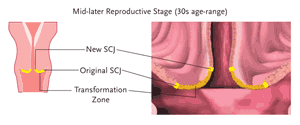 Mid-later Reproductive Stage (30s age-range)
New SCJ
Original SCJ
Transformation
Zone